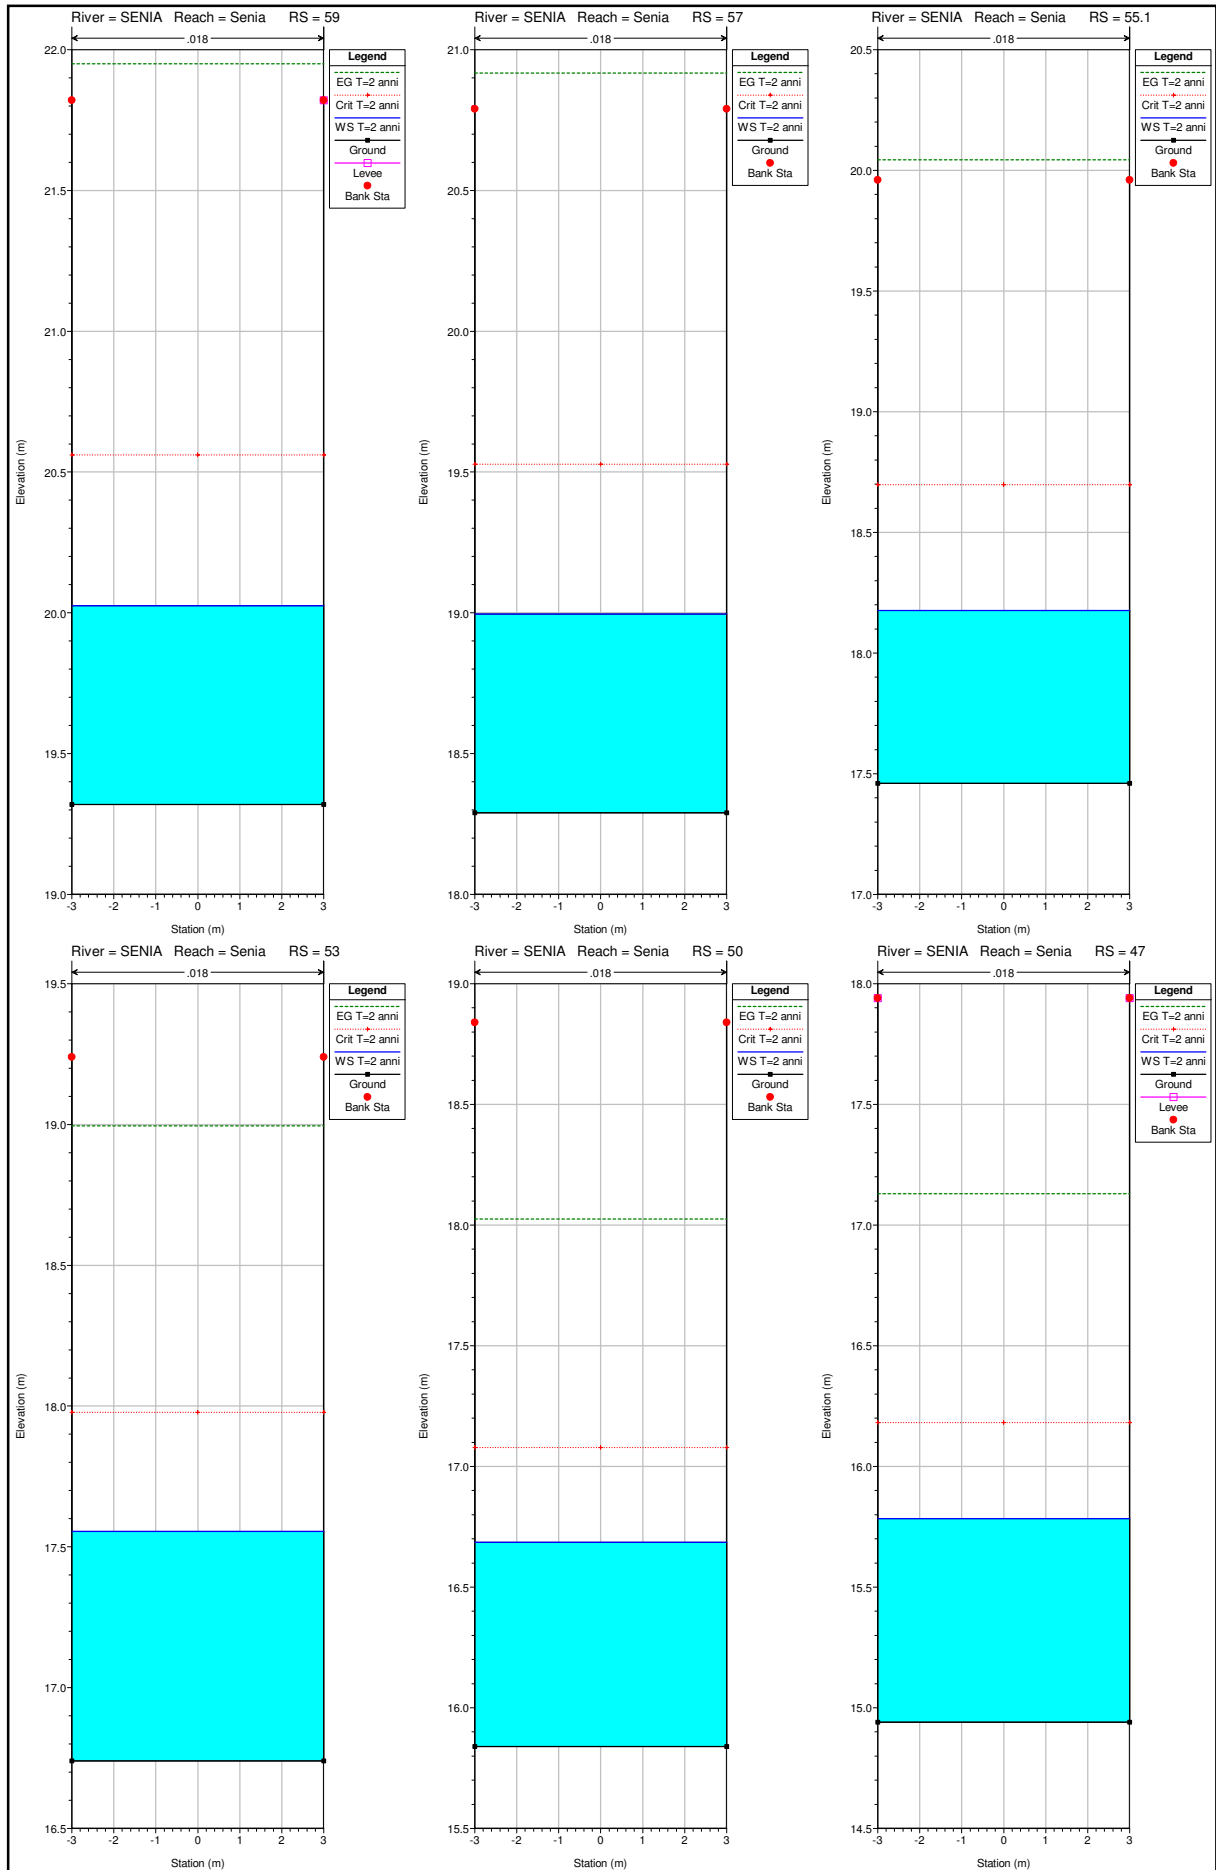 River = SENIA Reach = Senia RS = 59
.018
22.0
21.5
21.0
20.5
20.0
19.5
19.0
Elevation (m)
-3 -2 -1 0 1 2 3
Station (m)
Legend
EG T=2 anni
Crit T=2 anni
WS T=2 anni
Ground
Levee
Bank Sta
River = SENIA Reach = Senia RS = 57
.018
21.0
20.5
20.0
19.5
19.0
18.5
18.0
Elevation (m)
-3 -2 -1 0 1 2 3
Station (m)
Legend
EG T=2 anni
Crit T=2 anni
WS T=2 anni
Ground
Bank Sta
River = SENIA Reach = Senia RS = 55.1
.018
20.5
20.0
19.5
19.0
18.5
18.0
17.5
17.0
Elevation (m)
-3 -2 -1 0 1 2 3
Station (m)
Legend
EG T=2 anni
Crit T=2 anni
WS T=2 anni
Ground
Bank Sta
River = SENIA Reach = Senia RS = 53
.018
19.5
19.0
18.5
18.0
17.5
17.0
16.5
Elevation (m)
-3 -2 -1 0 1 2 3
Station (m)
Legend
EG T=2 anni
Crit T=2 anni
WS T=2 anni
Ground
Bank Sta
River = SENIA Reach = Senia RS = 50
.018
19.0
18.5
18.0
17.5
17.0
16.5
16.0
15.5
Elevation (m)
-3 -2 -1 0 1 2 3
Station (m)
Legend
EG T=2 anni
Crit T=2 anni
WS T=2 anni
Ground
Bank Sta
River = SENIA Reach = Senia RS = 47
.018
18.0
17.5
17.0
16.5
16.0
15.5
15.0
14.5
Elevation (m)
-3 -2 -1 0 1 2 3
Station (m)
Legend
EG T=2 anni
Crit T=2 anni
WS T=2 anni
Ground
Levee
Bank Sta